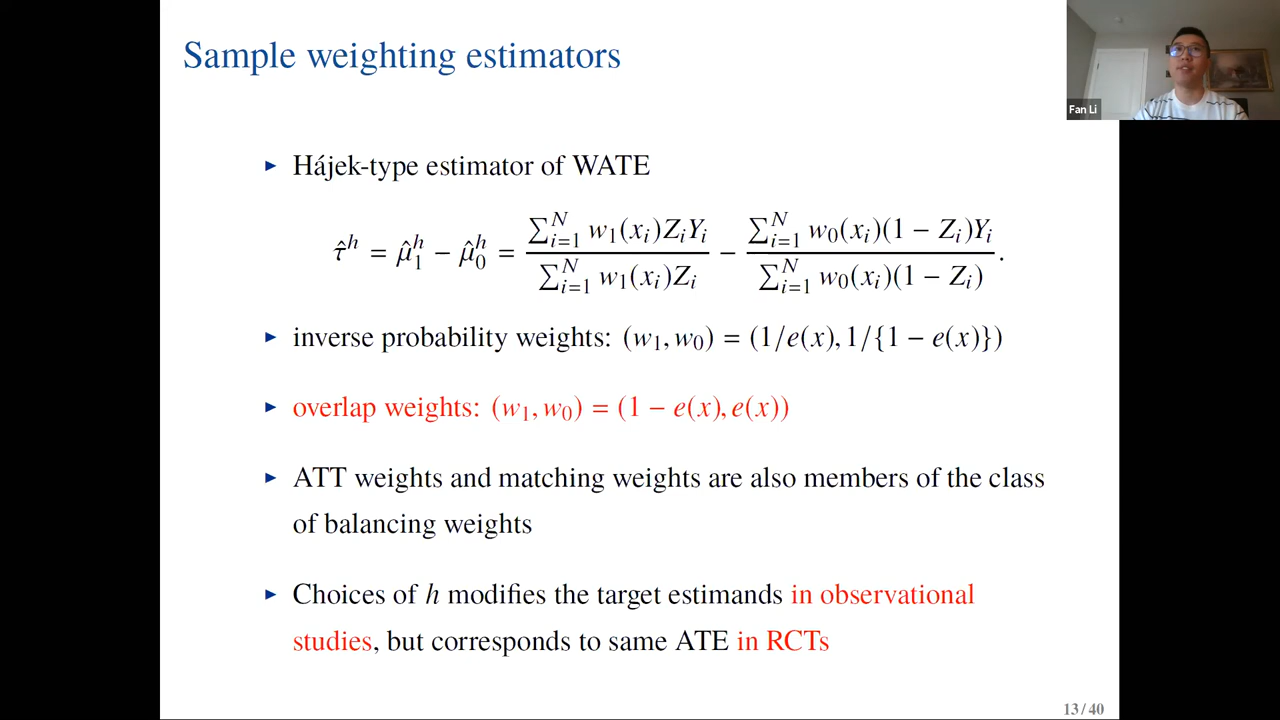 Sample weighting estimators
Fan Li
▶ Hájek-type estimator of WATE
τ̂^h = μ̂_1^h − μ̂_0^h = \frac{∑_{i=1}^N w_1(x_i)Z_iY_i}{∑_{i=1}^N w_1(x_i)Z_i} − \frac{∑_{i=1}^N w_0(x_i)(1 − Z_i)Y_i}{∑_{i=1}^N w_0(x_i)(1 − Z_i)}.
▶ inverse probability weights: (w_1, w_0) = (1/e(x), 1/{1 − e(x)})
▶ overlap weights: (w_1, w_0) = (1 − e(x), e(x))
▶ ATT weights and matching weights are also members of the class
of balancing weights
▶ Choices of h modifies the target estimands in observational
studies, but corresponds to same ATE in RCTs
13/40